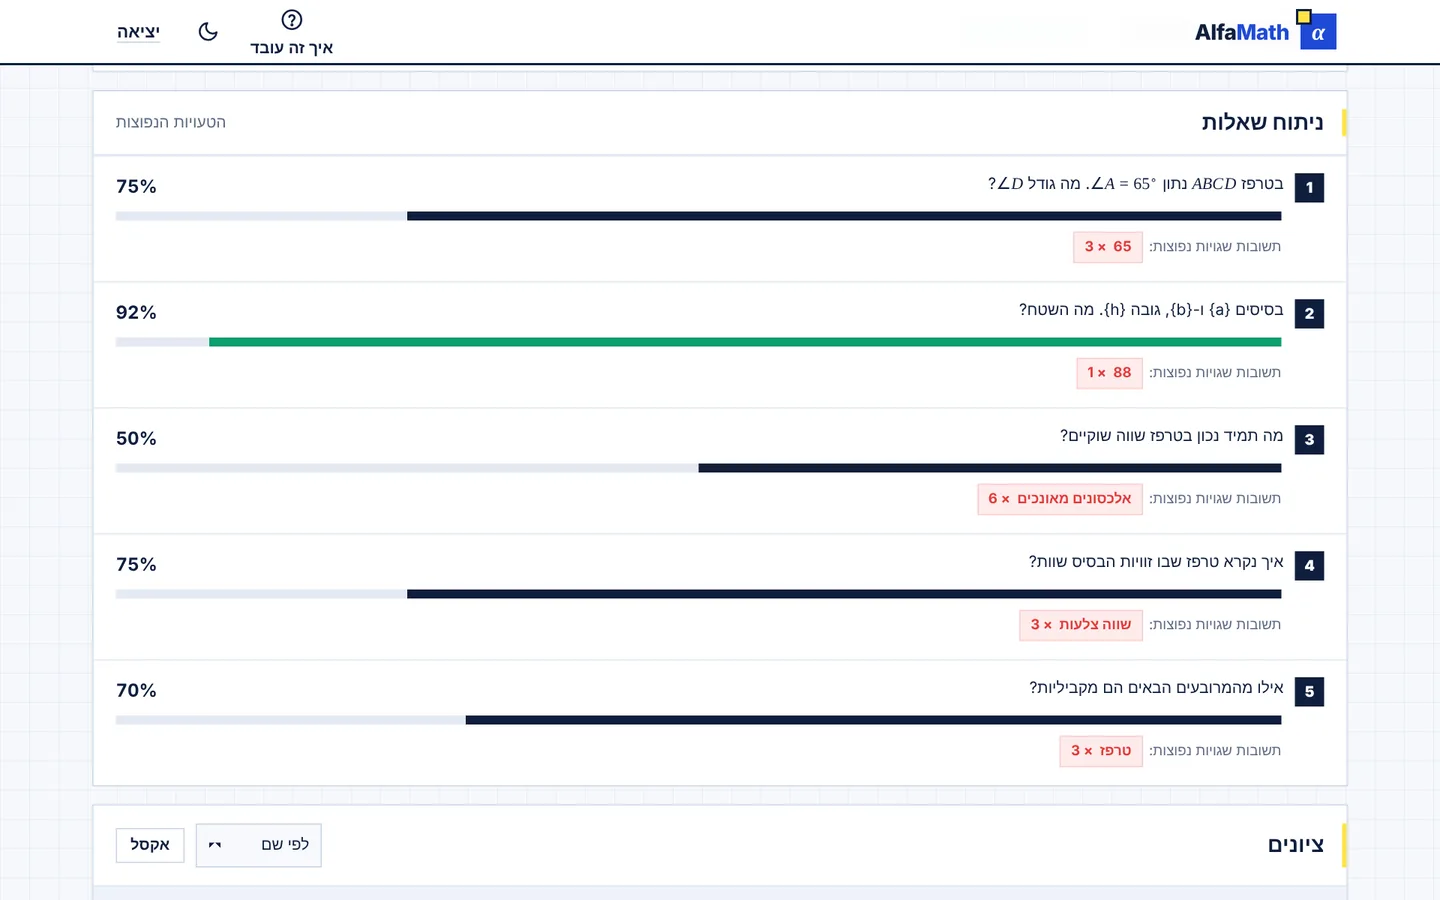 α AlfaMath
איך זה עובד
יציאה
ניתוח שאלות
הטעויות הנפוצות
1 בטרפז ABCD נתון ∠A = 65°. מה גודל ∠D? 75%
תשובות שגויות נפוצות: 65 × 3
2 בסיסים {a} ו-{b}, גובה {h}. מה השטח? 92%
תשובות שגויות נפוצות: 88 × 1
3 מה תמיד נכון בטרפז שווה שוקיים? 50%
תשובות שגויות נפוצות: אלכסונים מאונכים × 6
4 איך נקרא טרפז שבו זוויות הבסיס שוות? 75%
תשובות שגויות נפוצות: שווה צלעות × 3
5 אילו מהמרובעים הבאים הם מקביליות? 70%
תשובות שגויות נפוצות: טרפז × 3
ציונים
לפי שם
אקסל